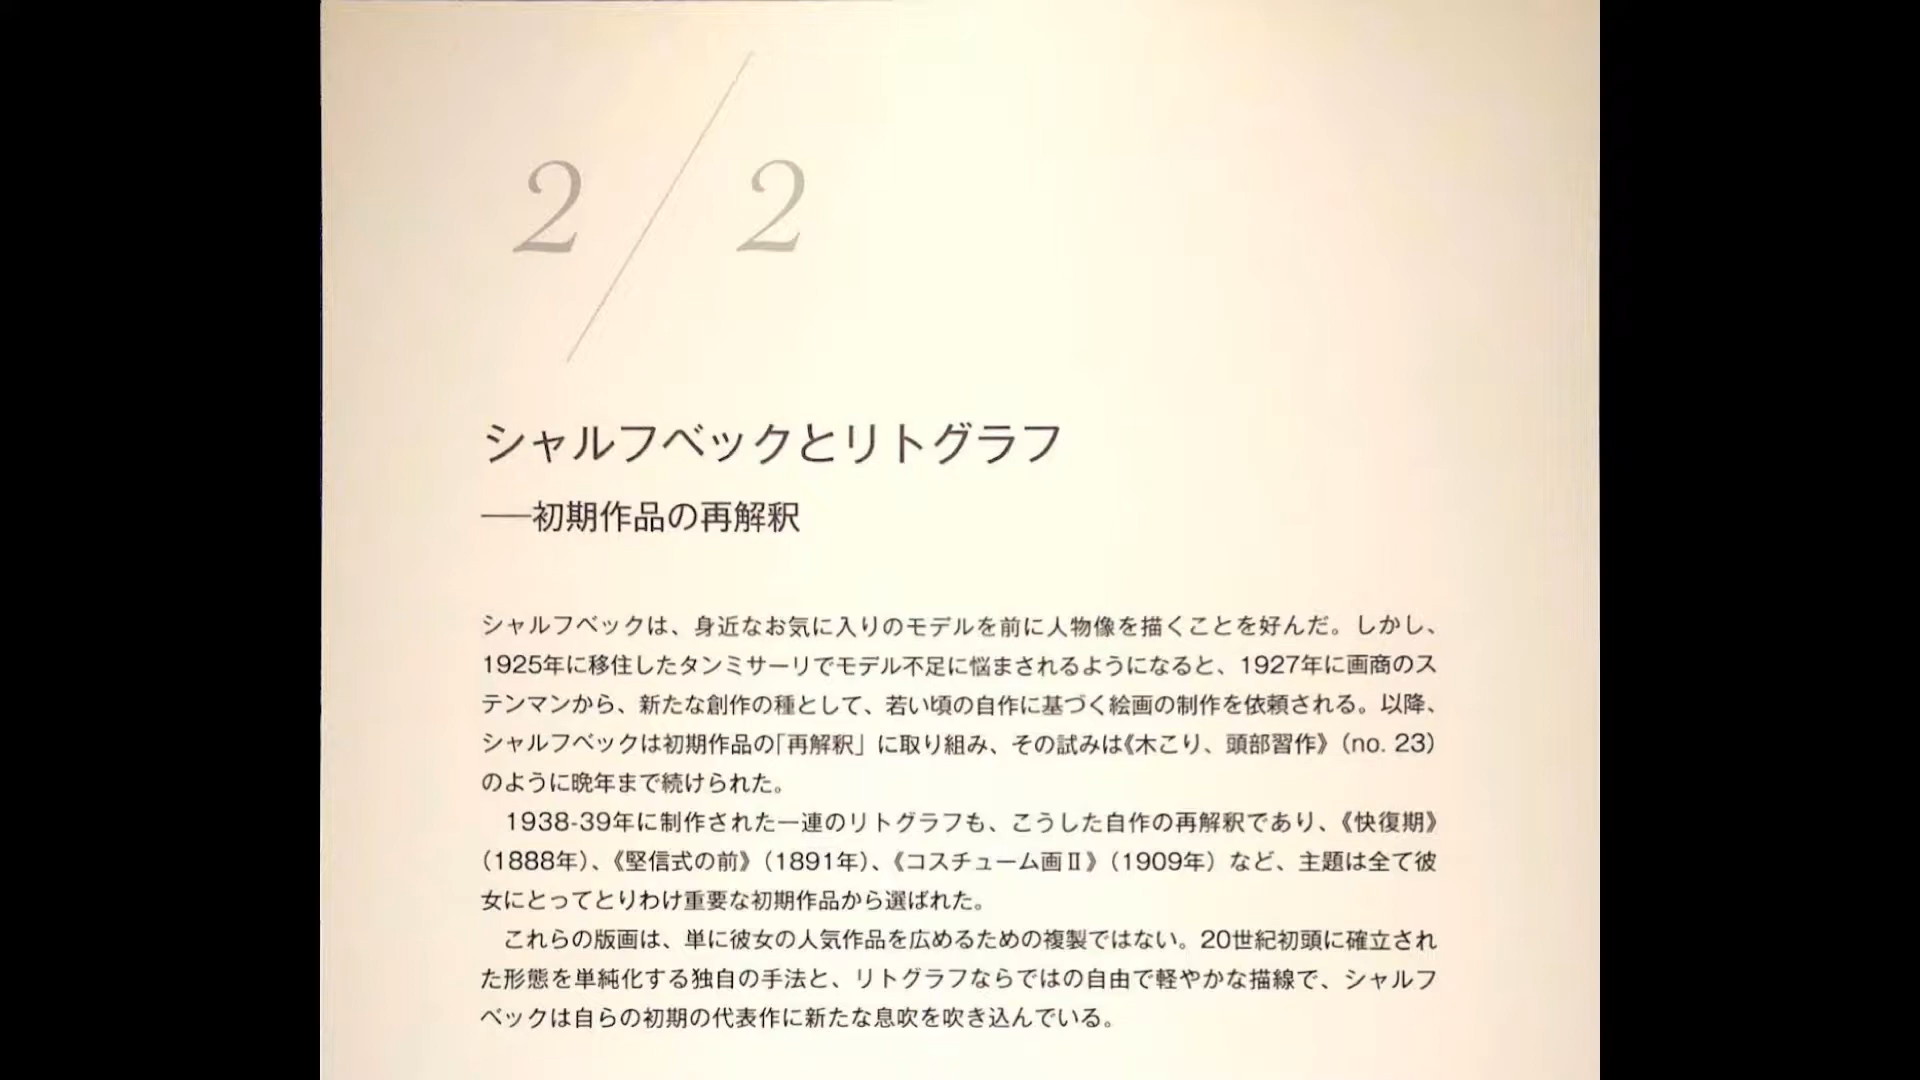 2/2
シャルフベックとリトグラフ
──初期作品の再解釈
シャルフベックは、身近なお気に入りのモデルを前に人物像を描くことを好んだ。しかし、
1925年に移住したタンミサーリでモデル不足に悩まされるようになると、1927年に画商のス
テンマンから、新たな創作の種として、若い頃の自作に基づく絵画の制作を依頼される。以降、
シャルフベックは初期作品の「再解釈」に取り組み、その試みは《木こり、頭部習作》（no. 23）
のように晩年まで続けられた。
　1938-39年に制作された一連のリトグラフも、こうした自作の再解釈であり、《快復期》
（1888年）、《堅信式の前》（1891年）、《コスチューム画Ⅱ》（1909年）など、主題は全て彼
女にとってとりわけ重要な初期作品から選ばれた。
　これらの版画は、単に彼女の人気作品を広めるための複製ではない。20世紀初頭に確立され
た形態を単純化する独自の手法と、リトグラフならではの自由で軽やかな描線で、シャルフ
ベックは自らの初期の代表作に新たな息吹を吹き込んでいる。